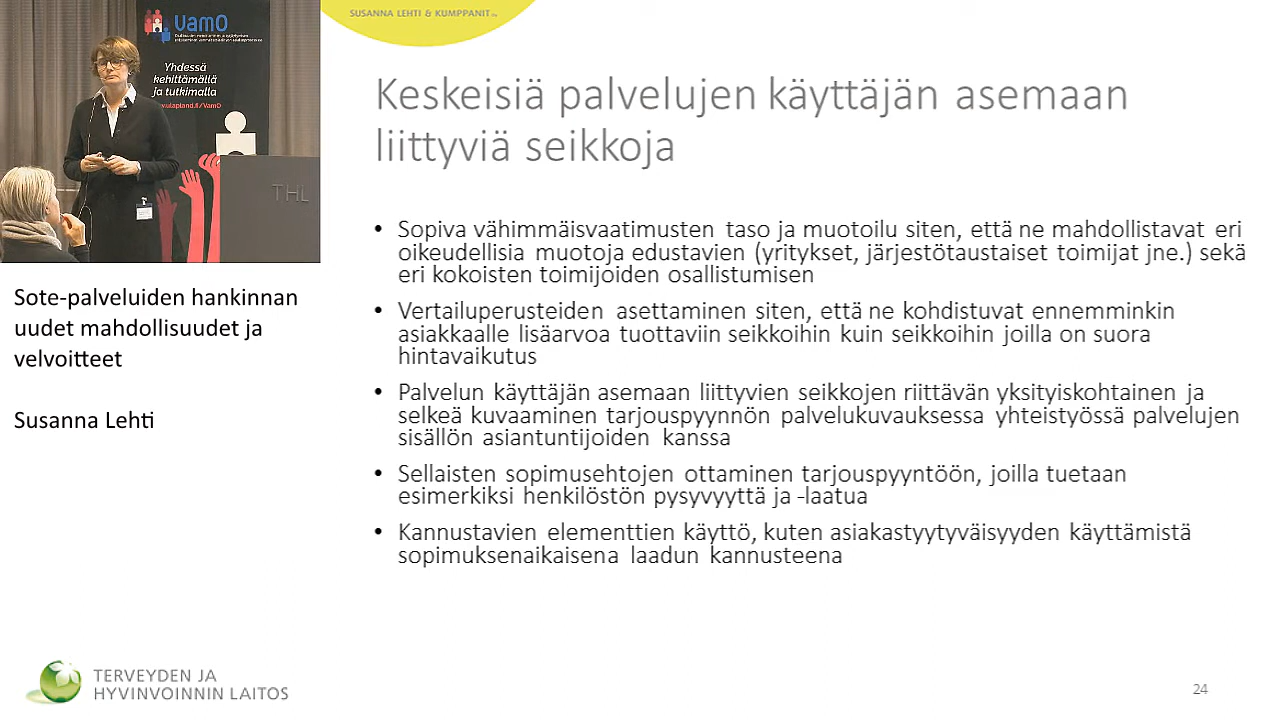 SUSANNA LEHTI & KUMPPANIT
VamO
Yhdessä
kehittämällä
ja tutkimalla
.ulapland.fi/VamO
THL
Sote-palveluiden hankinnan
uudet mahdollisuudet ja
velvoitteet
Susanna Lehti
Keskeisiä palvelujen käyttäjän asemaan
liittyviä seikkoja
• Sopiva vähimmäisvaatimusten taso ja muotoilu siten, että ne mahdollistavat eri
oikeudellisia muotoja edustavien (yritykset, järjestötaustaiset toimijat jne.) sekä
eri kokoisten toimijoiden osallistumisen
• Vertailuperusteiden asettaminen siten, että ne kohdistuvat ennemminkin
asiakkaalle lisäarvoa tuottaviin seikkoihin kuin seikkoihin joilla on suora
hintavaikutus
• Palvelun käyttäjän asemaan liittyvien seikkojen riittävän yksityiskohtainen ja
selkeä kuvaaminen tarjouspyynnön palvelukuvauksessa yhteistyössä palvelujen
sisällön asiantuntijoiden kanssa
• Sellaisten sopimusehtojen ottaminen tarjouspyyntöön, joilla tuetaan
esimerkiksi henkilöstön pysyvyyttä ja -laatua
• Kannustavien elementtien käyttö, kuten asiakastyytyväisyyden käyttämistä
sopimuksenaikaisena laadun kannusteena
TERVEYDEN JA
HYVINVOINNIN LAITOS
24